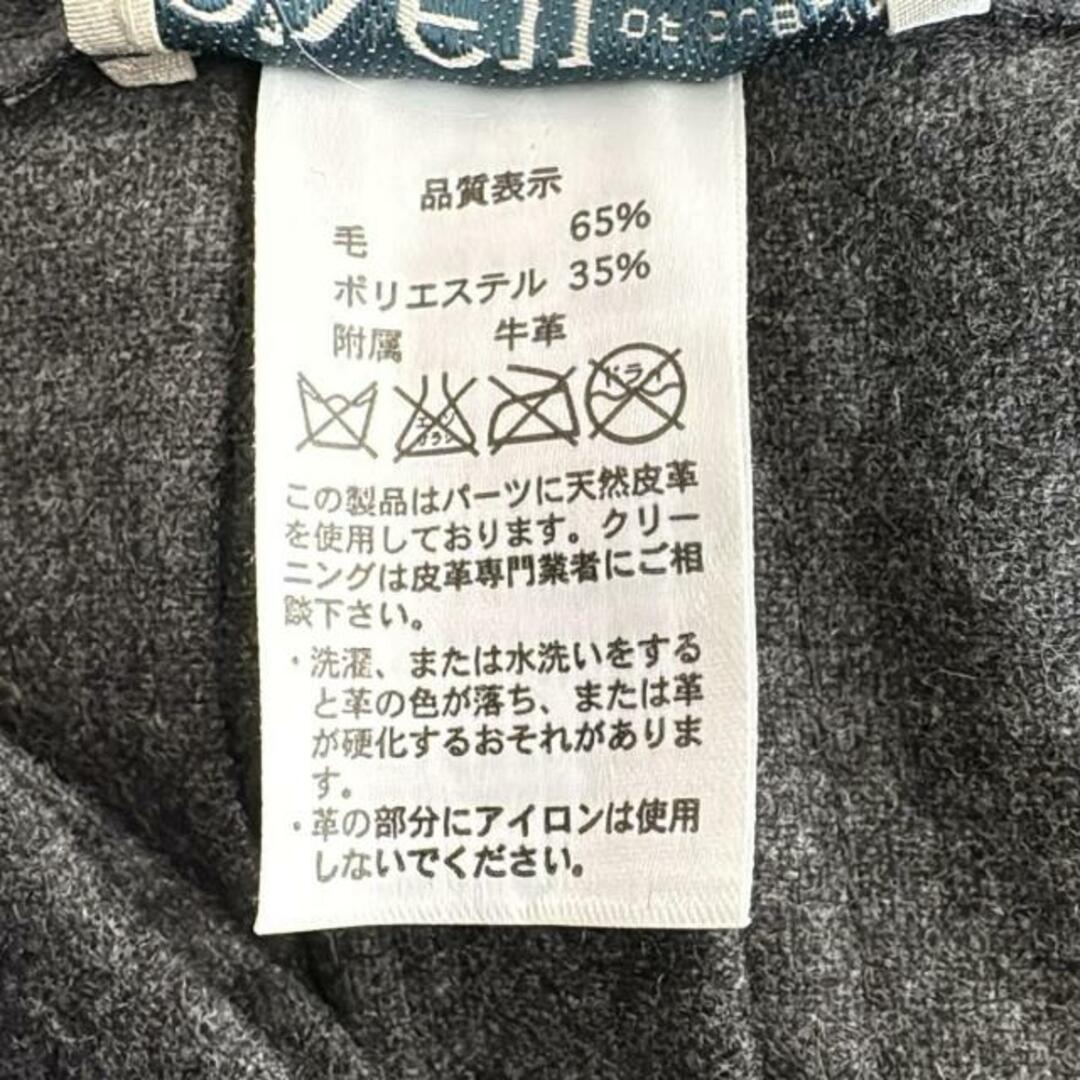 品質表示
毛 65%
ポリエステル 35%
附属 牛革
エンソ
サラシ
ドライ
この製品はパーツに天然皮革
を使用しております。クリー
ニングは皮革専門業者にご相
談下さい。
・洗濯、または水洗いをする
と革の色が落ち、または革
が硬化するおそれがありま
す。
・革の部分にアイロンは使用
しないでください。